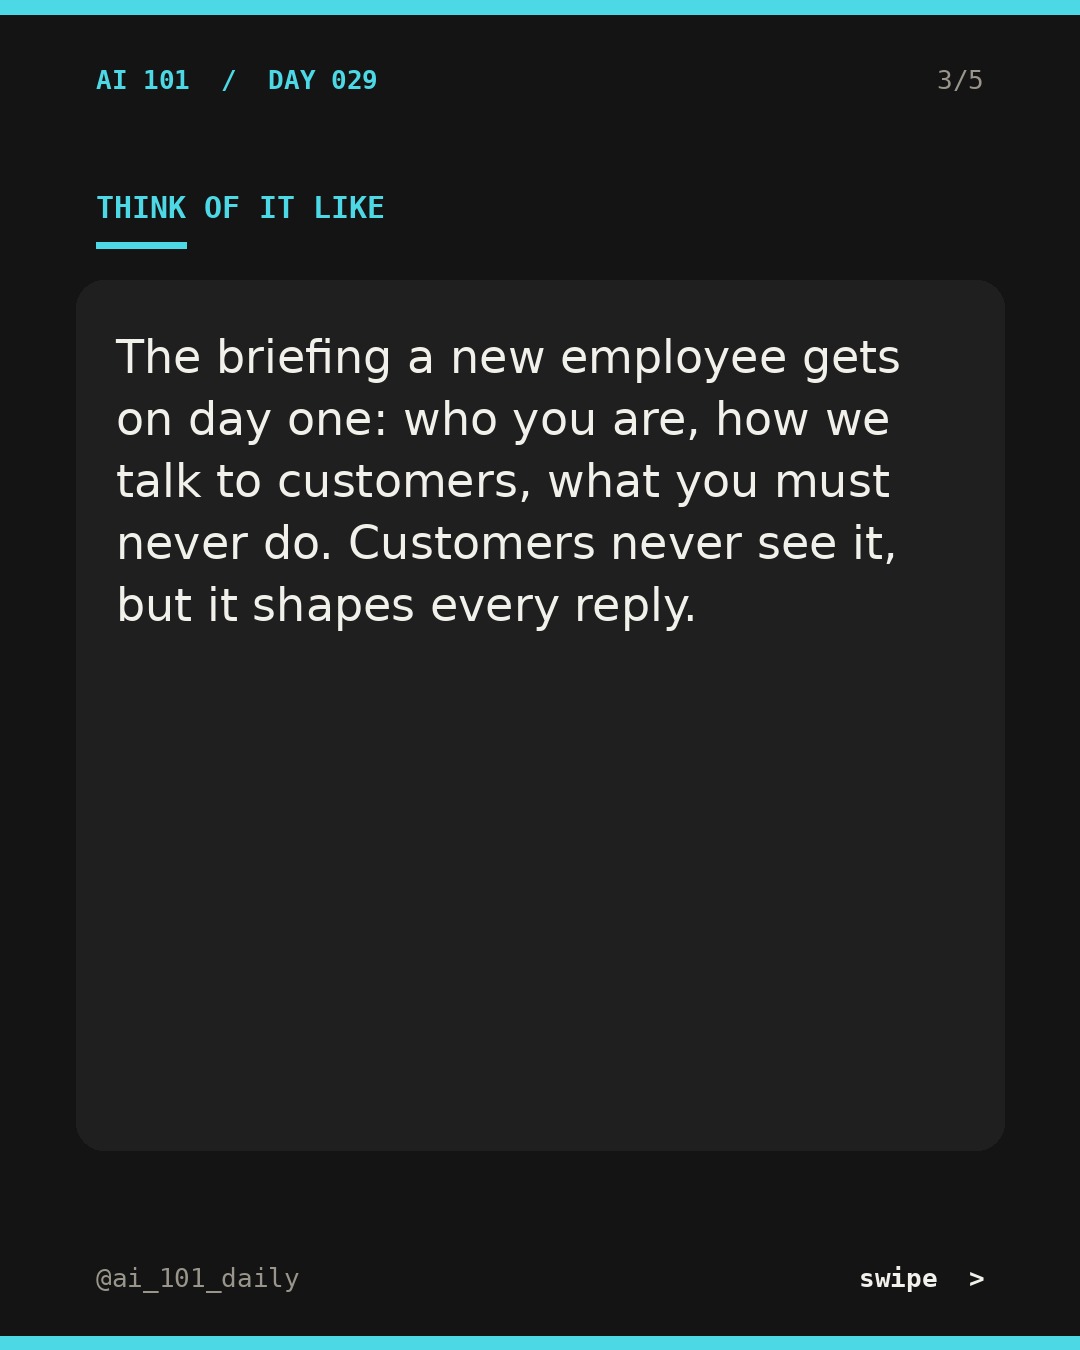 AI 101 / DAY 029
3/5
THINK OF IT LIKE
The briefing a new employee gets
on day one: who you are, how we
talk to customers, what you must
never do. Customers never see it,
but it shapes every reply.
@ai_101_daily
swipe >